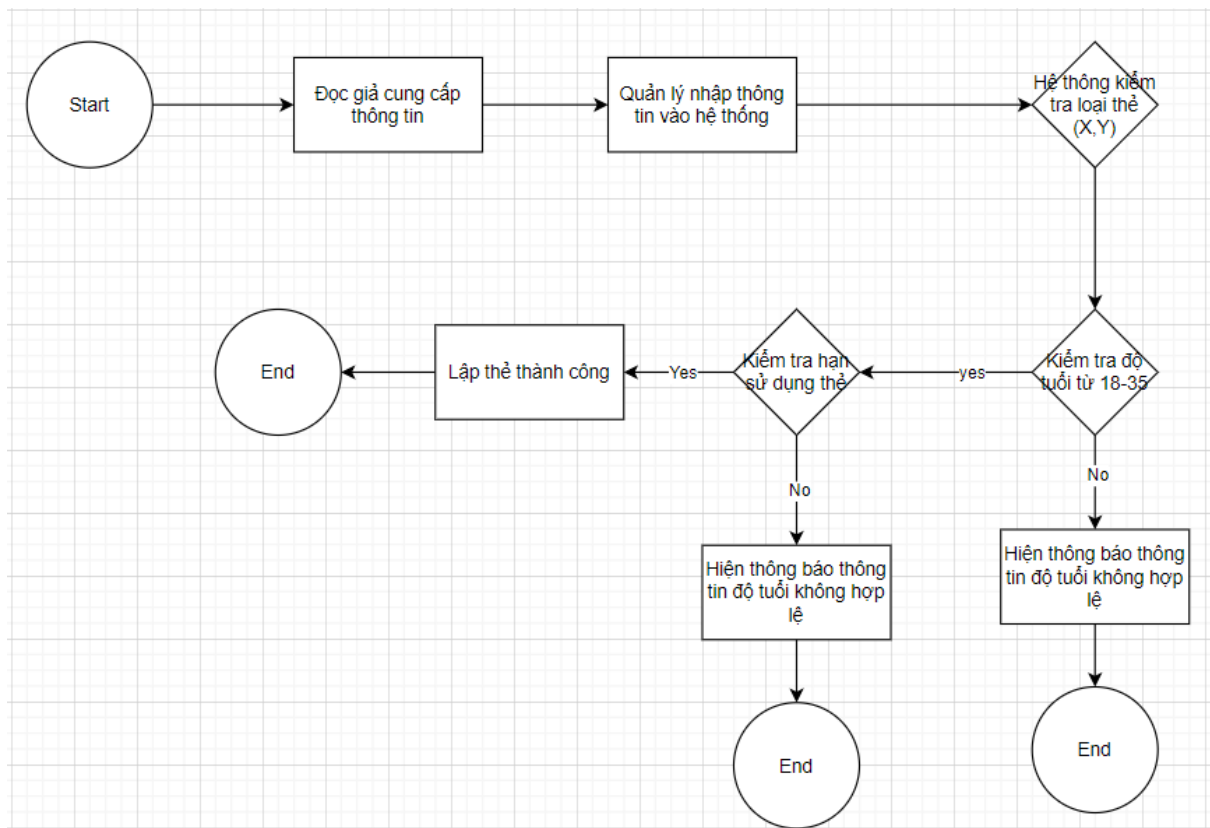 Start
Đọc giả cung cấp
thông tin
Quản lý nhập thông
tin vào hệ thống
Hệ thông kiểm
tra loại thẻ
(X,Y)
End
Lập thẻ thành công
Yes
Kiểm tra hạn
sử dụng thẻ
yes
Kiểm tra độ
tuổi từ 18-35
No
No
Hiện thông báo thông
tin độ tuổi không hợp
lệ
Hiện thông báo thông
tin độ tuổi không hợp
lệ
End
End